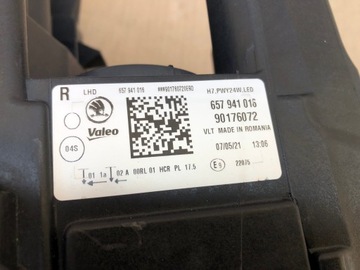 R LHD 657 941 016 H7,PWY24W,LED
657 941 016
Valeo 90176072
VLT MADE IN ROMANIA
04S 07/05/21 13:06
01 1a 02 A 00RL 01 HCR PL 17.5 E 22875